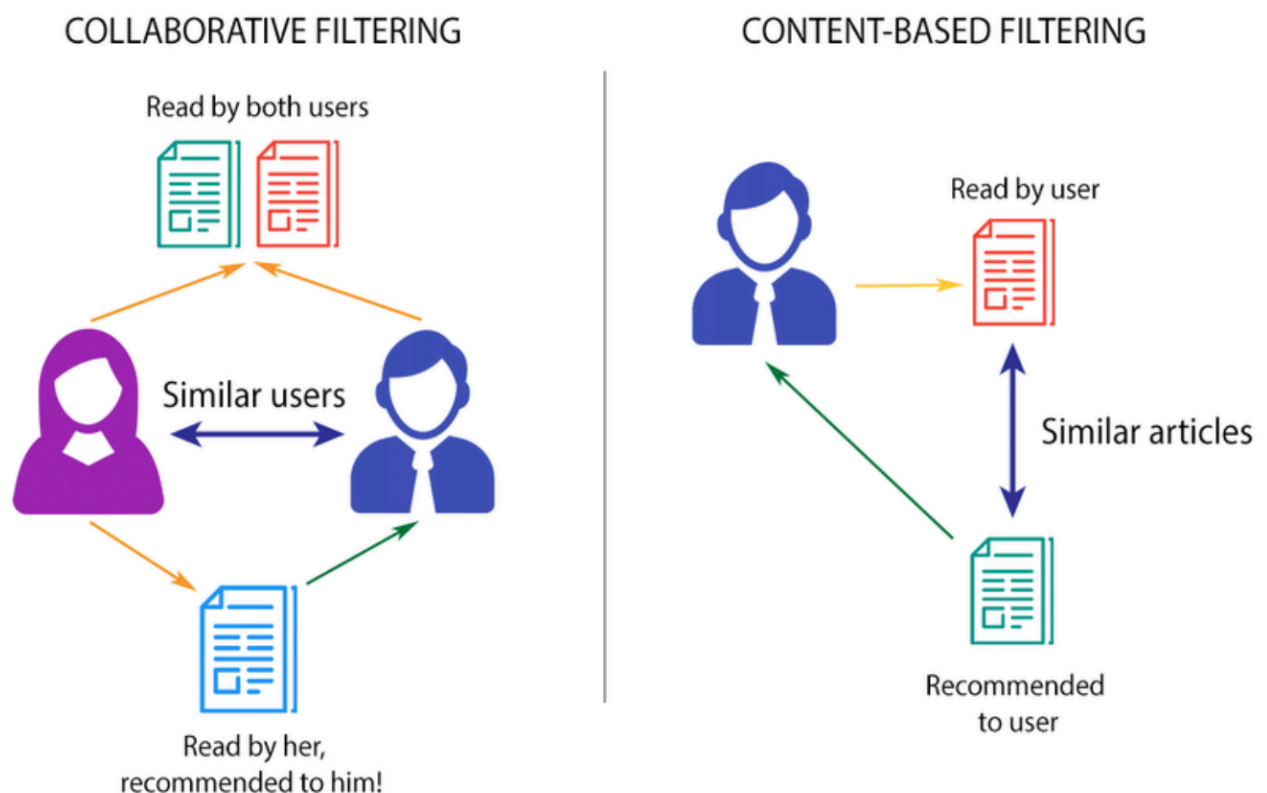 COLLABORATIVE FILTERING
Read by both users
Similar users
Read by her,
recommended to him!
CONTENT-BASED FILTERING
Read by user
Similar articles
Recommended
to user